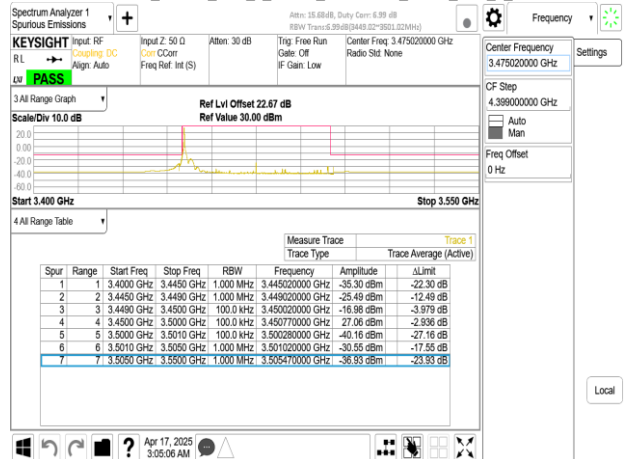 Spectrum Analyzer 1
Spurious Emissions
Attn: 15.68dB, Duty Corr: 6.99 dB
RBW Trans:6.99dB(3449.02~3501.02MHz)
Frequency
KEYSIGHT
RL
LXI
PASS
Input: RF
Coupling: DC
Align: Auto
Input Z: 50 Ω
Corr CCorr
Freq Ref: Int (S)
Atten: 30 dB
Trig: Free Run
Gate: Off
IF Gain: Low
Center Freq: 3.475020000 GHz
Radio Std: None
Center Frequency
3.475020000 GHz
Settings
CF Step
4.399000000 GHz
Auto
Man
Freq Offset
0 Hz
3 All Range Graph
Scale/Div 10.0 dB
Ref Lvl Offset 22.67 dB
Ref Value 30.00 dBm
20.0
0.00
-20.0
-40.0
-60.0
Start 3.400 GHz
Stop 3.550 GHz
4 All Range Table
Measure Trace Trace 1
Trace Type Trace Average (Active)
Spur Range Start Freq Stop Freq RBW Frequency Amplitude ΔLimit
1 1 3.4000 GHz 3.4450 GHz 1.000 MHz 3.445020000 GHz -35.30 dBm -22.30 dB
2 2 3.4450 GHz 3.4490 GHz 1.000 MHz 3.449020000 GHz -25.49 dBm -12.49 dB
3 3 3.4490 GHz 3.4500 GHz 100.0 kHz 3.450020000 GHz -16.98 dBm -3.979 dB
4 4 3.4500 GHz 3.5000 GHz 100.0 kHz 3.450770000 GHz 27.06 dBm -2.936 dB
5 5 3.5000 GHz 3.5010 GHz 100.0 kHz 3.500280000 GHz -40.16 dBm -27.16 dB
6 6 3.5010 GHz 3.5050 GHz 1.000 MHz 3.501020000 GHz -30.55 dBm -17.55 dB
7 7 3.5050 GHz 3.5500 GHz 1.000 MHz 3.505470000 GHz -36.93 dBm -23.93 dB
Local
Apr 17, 2025
3:05:06 AM